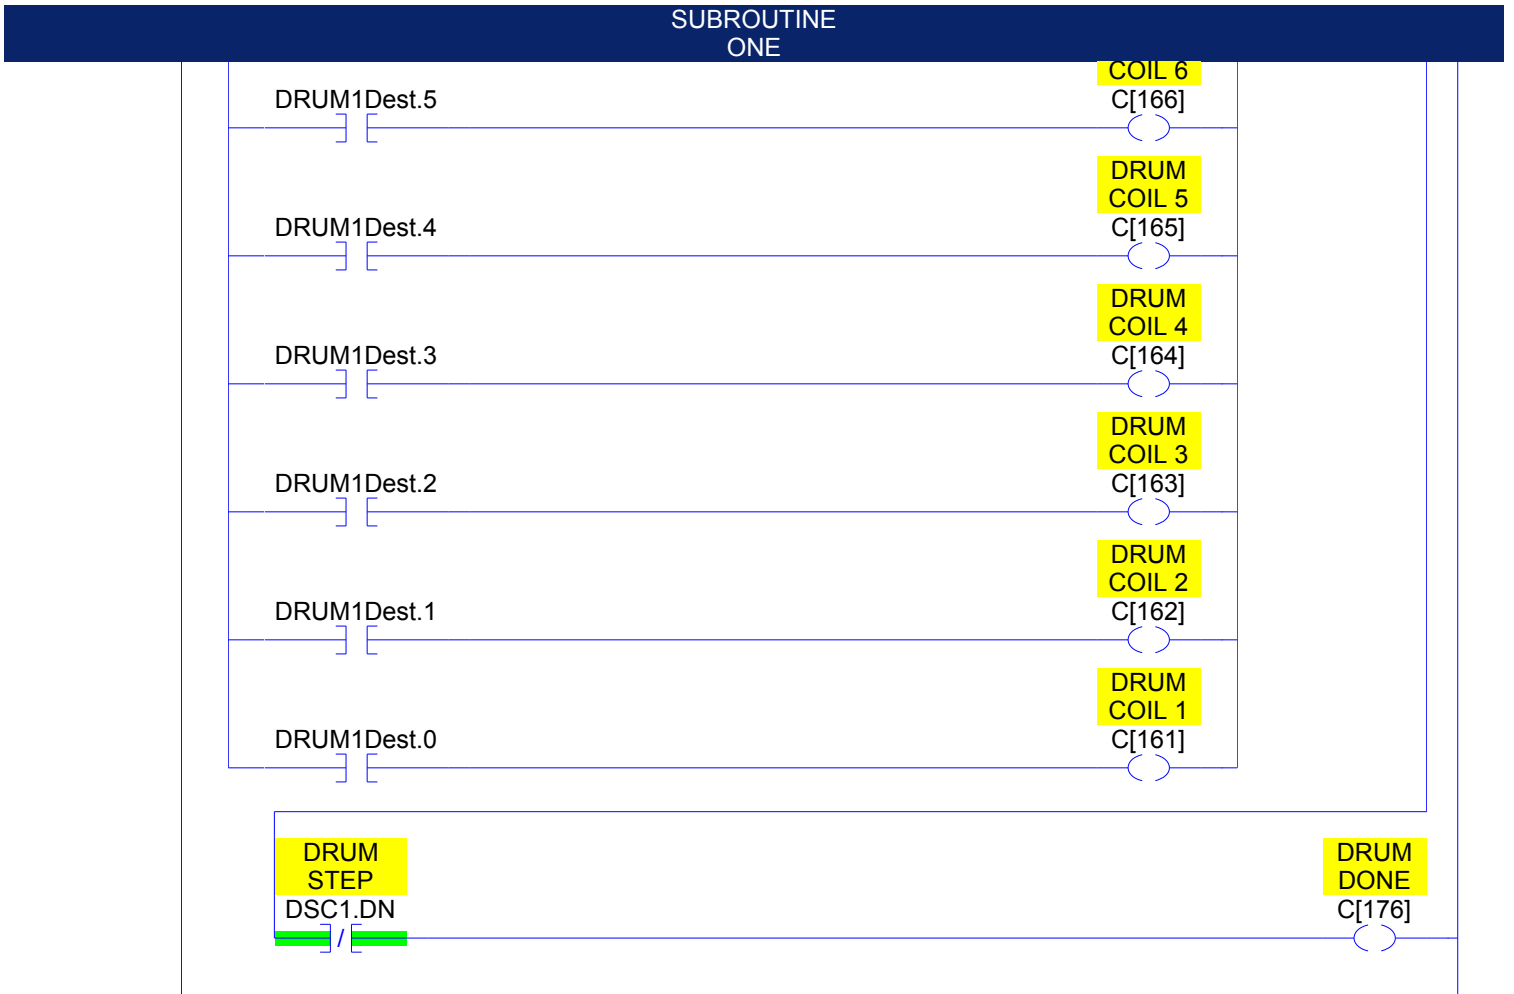 SUBROUTINE
ONE
COIL 6
DRUM1Dest.5
C[166]
DRUM
COIL 5
DRUM1Dest.4
C[165]
DRUM
COIL 4
DRUM1Dest.3
C[164]
DRUM
COIL 3
DRUM1Dest.2
C[163]
DRUM
COIL 2
DRUM1Dest.1
C[162]
DRUM
COIL 1
DRUM1Dest.0
C[161]
DRUM
STEP
DSC1.DN
/
DRUM
DONE
C[176]